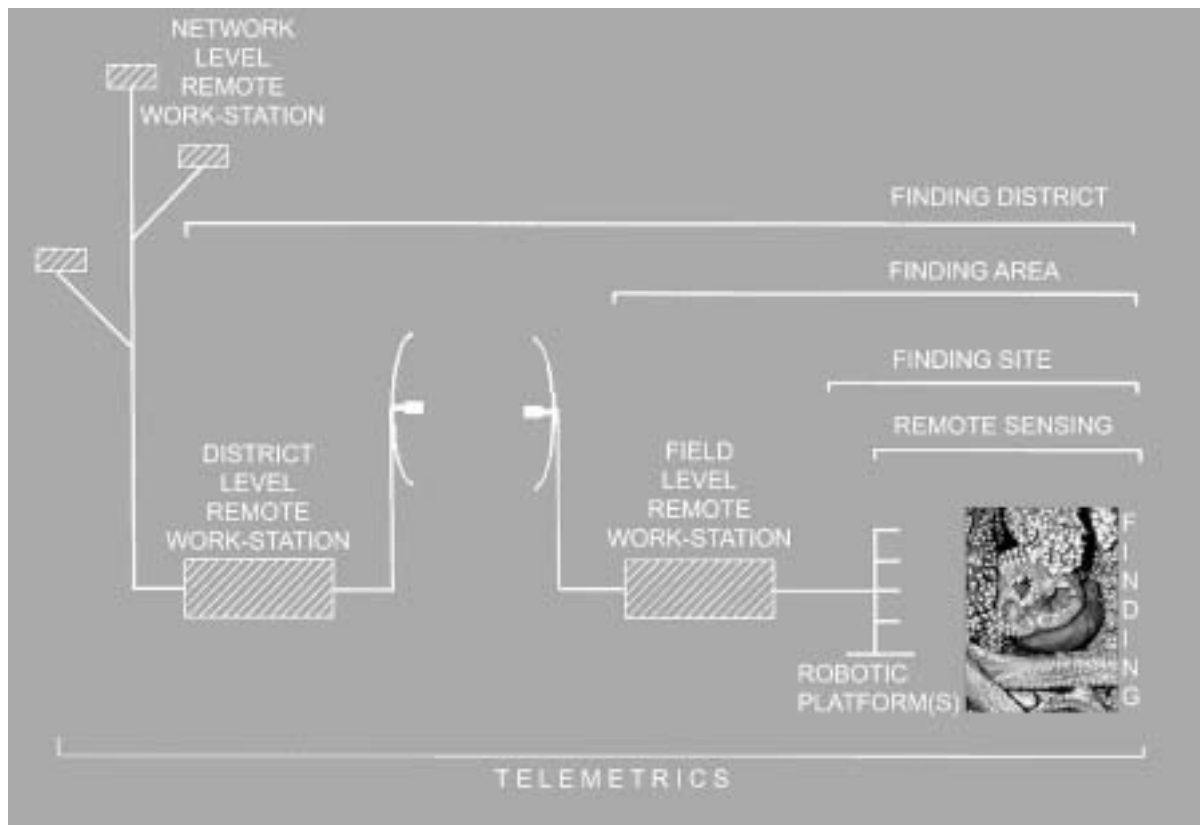 NETWORK
LEVEL
REMOTE
WORK-STATION
FINDING DISTRICT
FINDING AREA
FINDING SITE
REMOTE SENSING
DISTRICT
LEVEL
REMOTE
WORK-STATION
FIELD
LEVEL
REMOTE
WORK-STATION
FINDING
ROBOTIC
PLATFORM(S)
TELEMETRICS